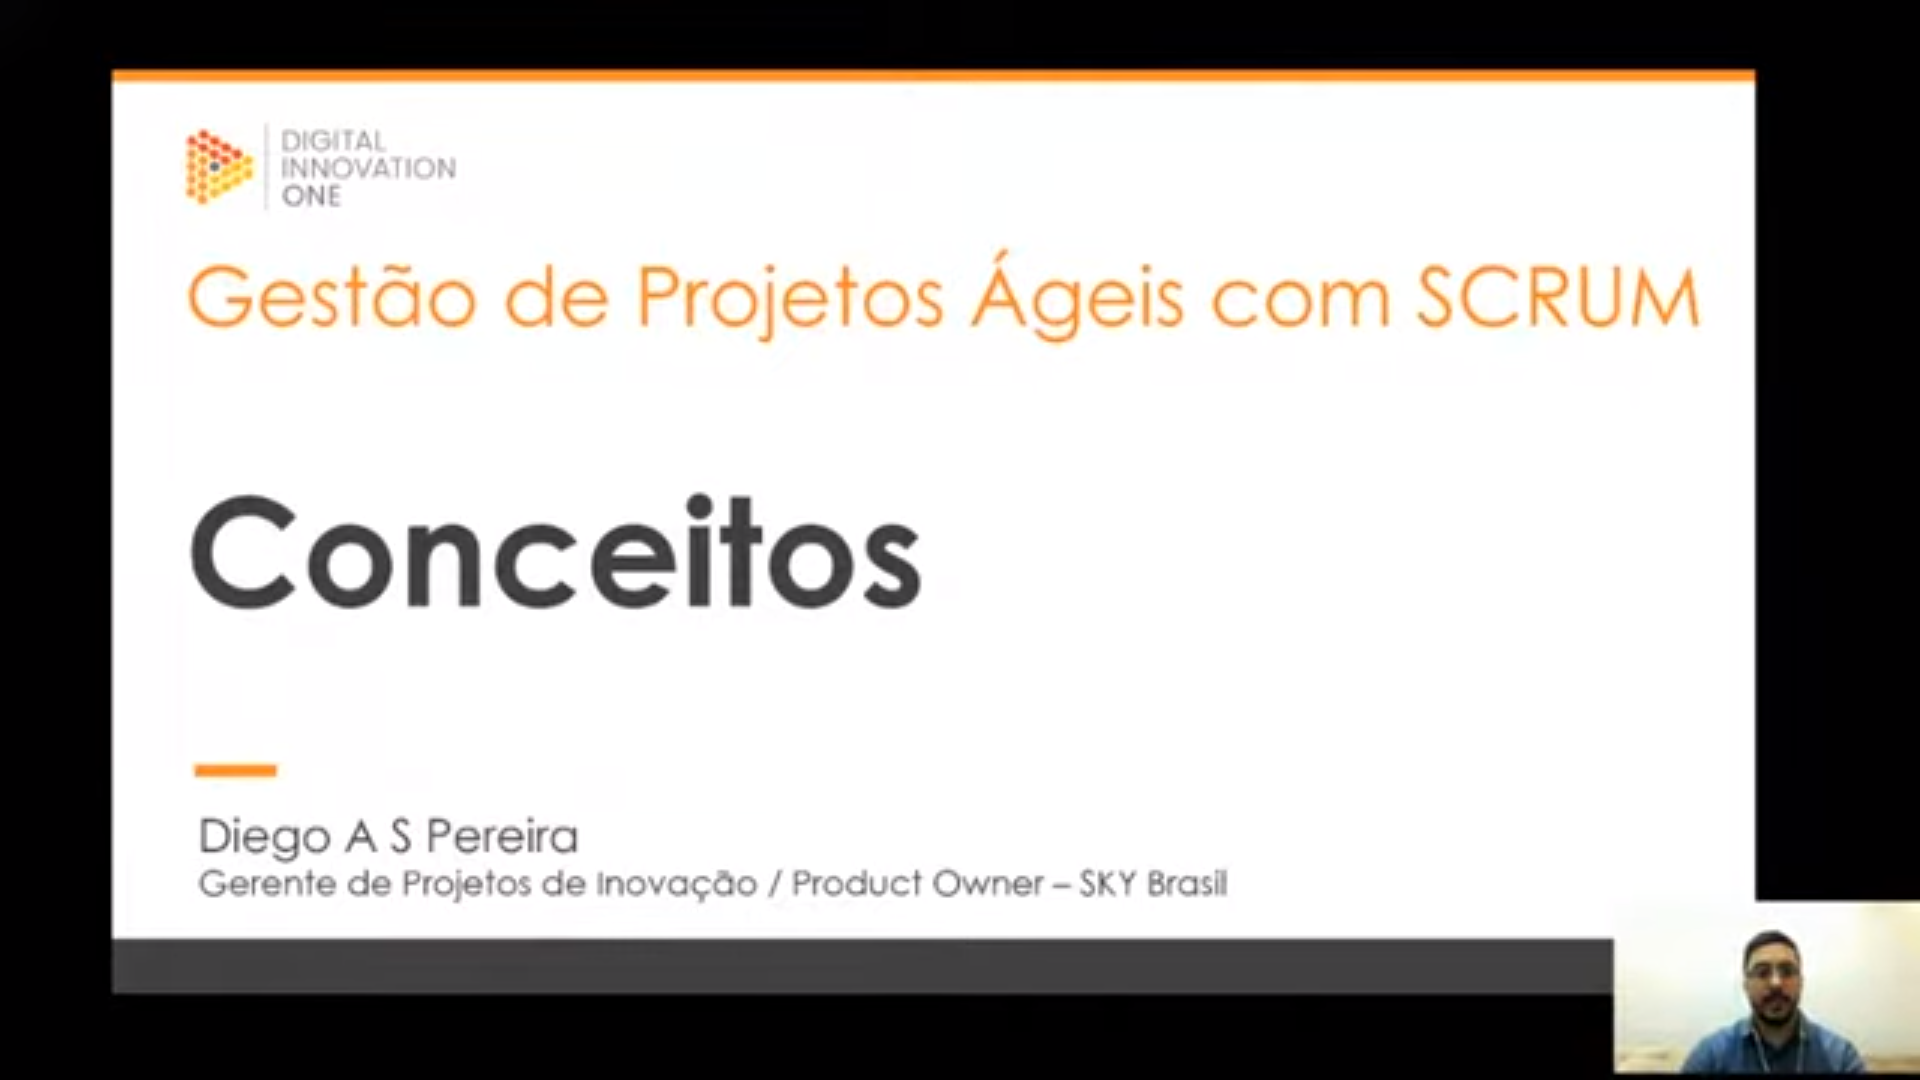 DIGITAL
INNOVATION
ONE
Gestão de Projetos Ágeis com SCRUM
Conceitos
Diego A S Pereira
Gerente de Projetos de Inovação / Product Owner – SKY Brasil